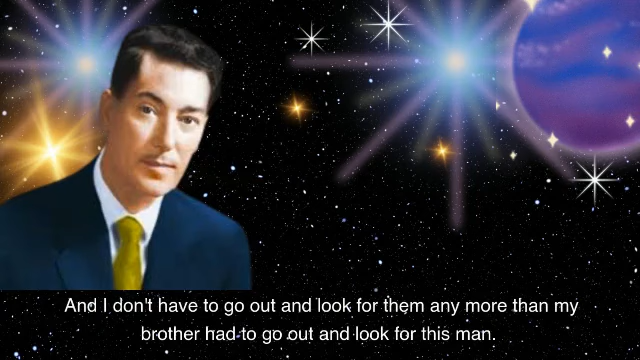 And I don't have to go out and look for them any more than my
brother had to go out and look for this man.